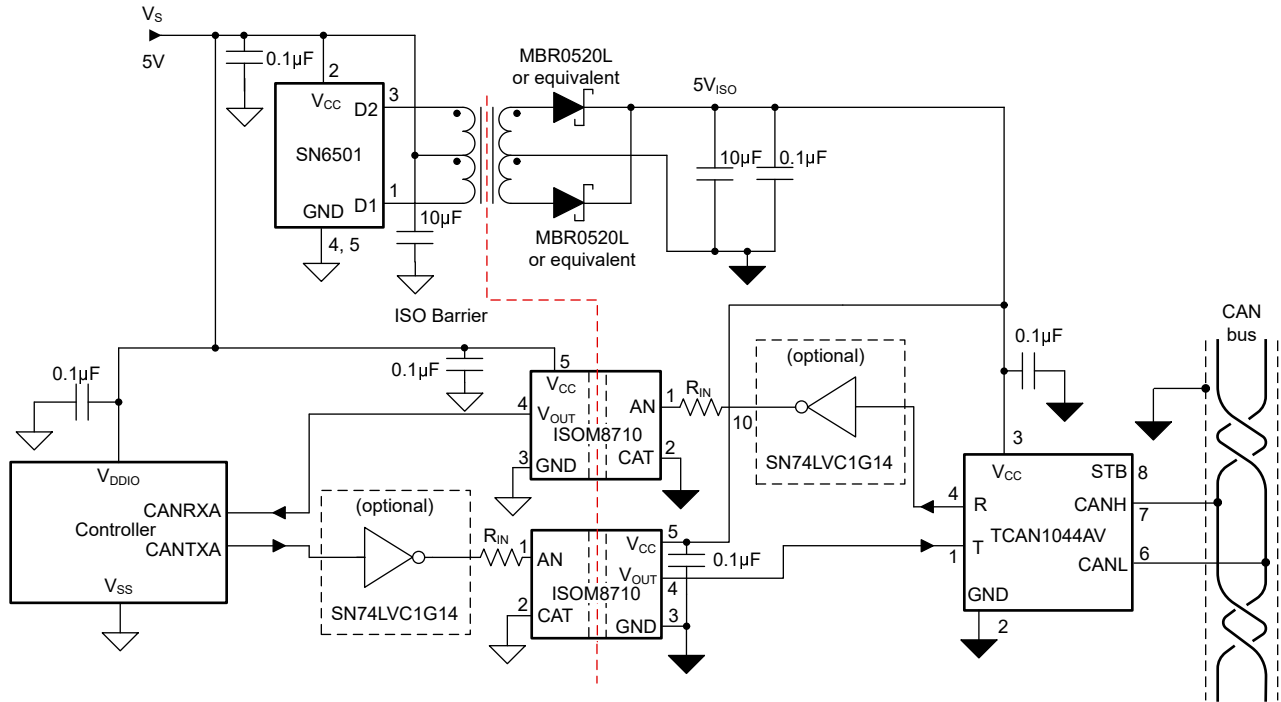 V_S
5V
0.1µF
2
V_CC
D2
3
SN6501
D1
1
GND
4, 5
10µF
MBR0520L
or equivalent
MBR0520L
or equivalent
5V_ISO
10µF
0.1µF
ISO Barrier
0.1µF
0.1µF
5
V_CC
4
V_OUT
ISOM8710
3
GND
AN
1
CAT
2
R_IN
10
(optional)
SN74LVC1G14
0.1µF
CAN
bus
V_DDIO
CANRXA
Controller
CANTXA
V_SS
(optional)
SN74LVC1G14
R_IN
1
AN
2
CAT
ISOM8710
V_CC
5
V_OUT
4
GND
3
0.1µF
3
V_CC
STB
8
4
R
CANH
7
TCAN1044AV
T
1
CANL
6
GND
2